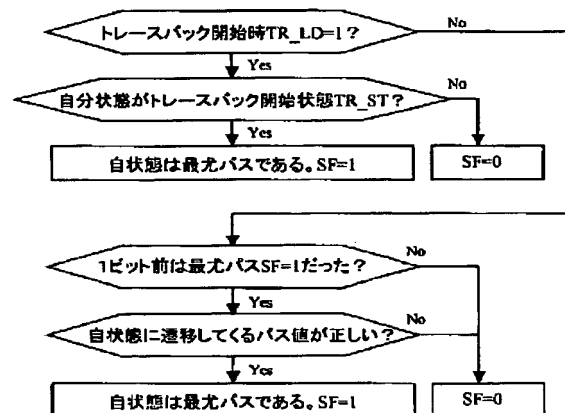 トレースバック開始時TR_LD=1？
No
Yes
自分状態がトレースバック開始状態TR_ST？
No
Yes
自状態は最尤パスである。SF=1
SF=0
1ビット前は最尤パスSF=1だった？
No
Yes
自状態に遷移してくるパス値が正しい？
No
Yes
自状態は最尤パスである。SF=1
SF=0